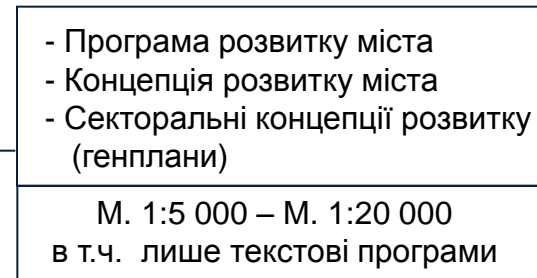 - Програма розвитку міста
- Концепція розвитку міста
- Секторальні концепції розвитку
(генплани)
М. 1:5 000 – М. 1:20 000
в т.ч. лише текстові програми